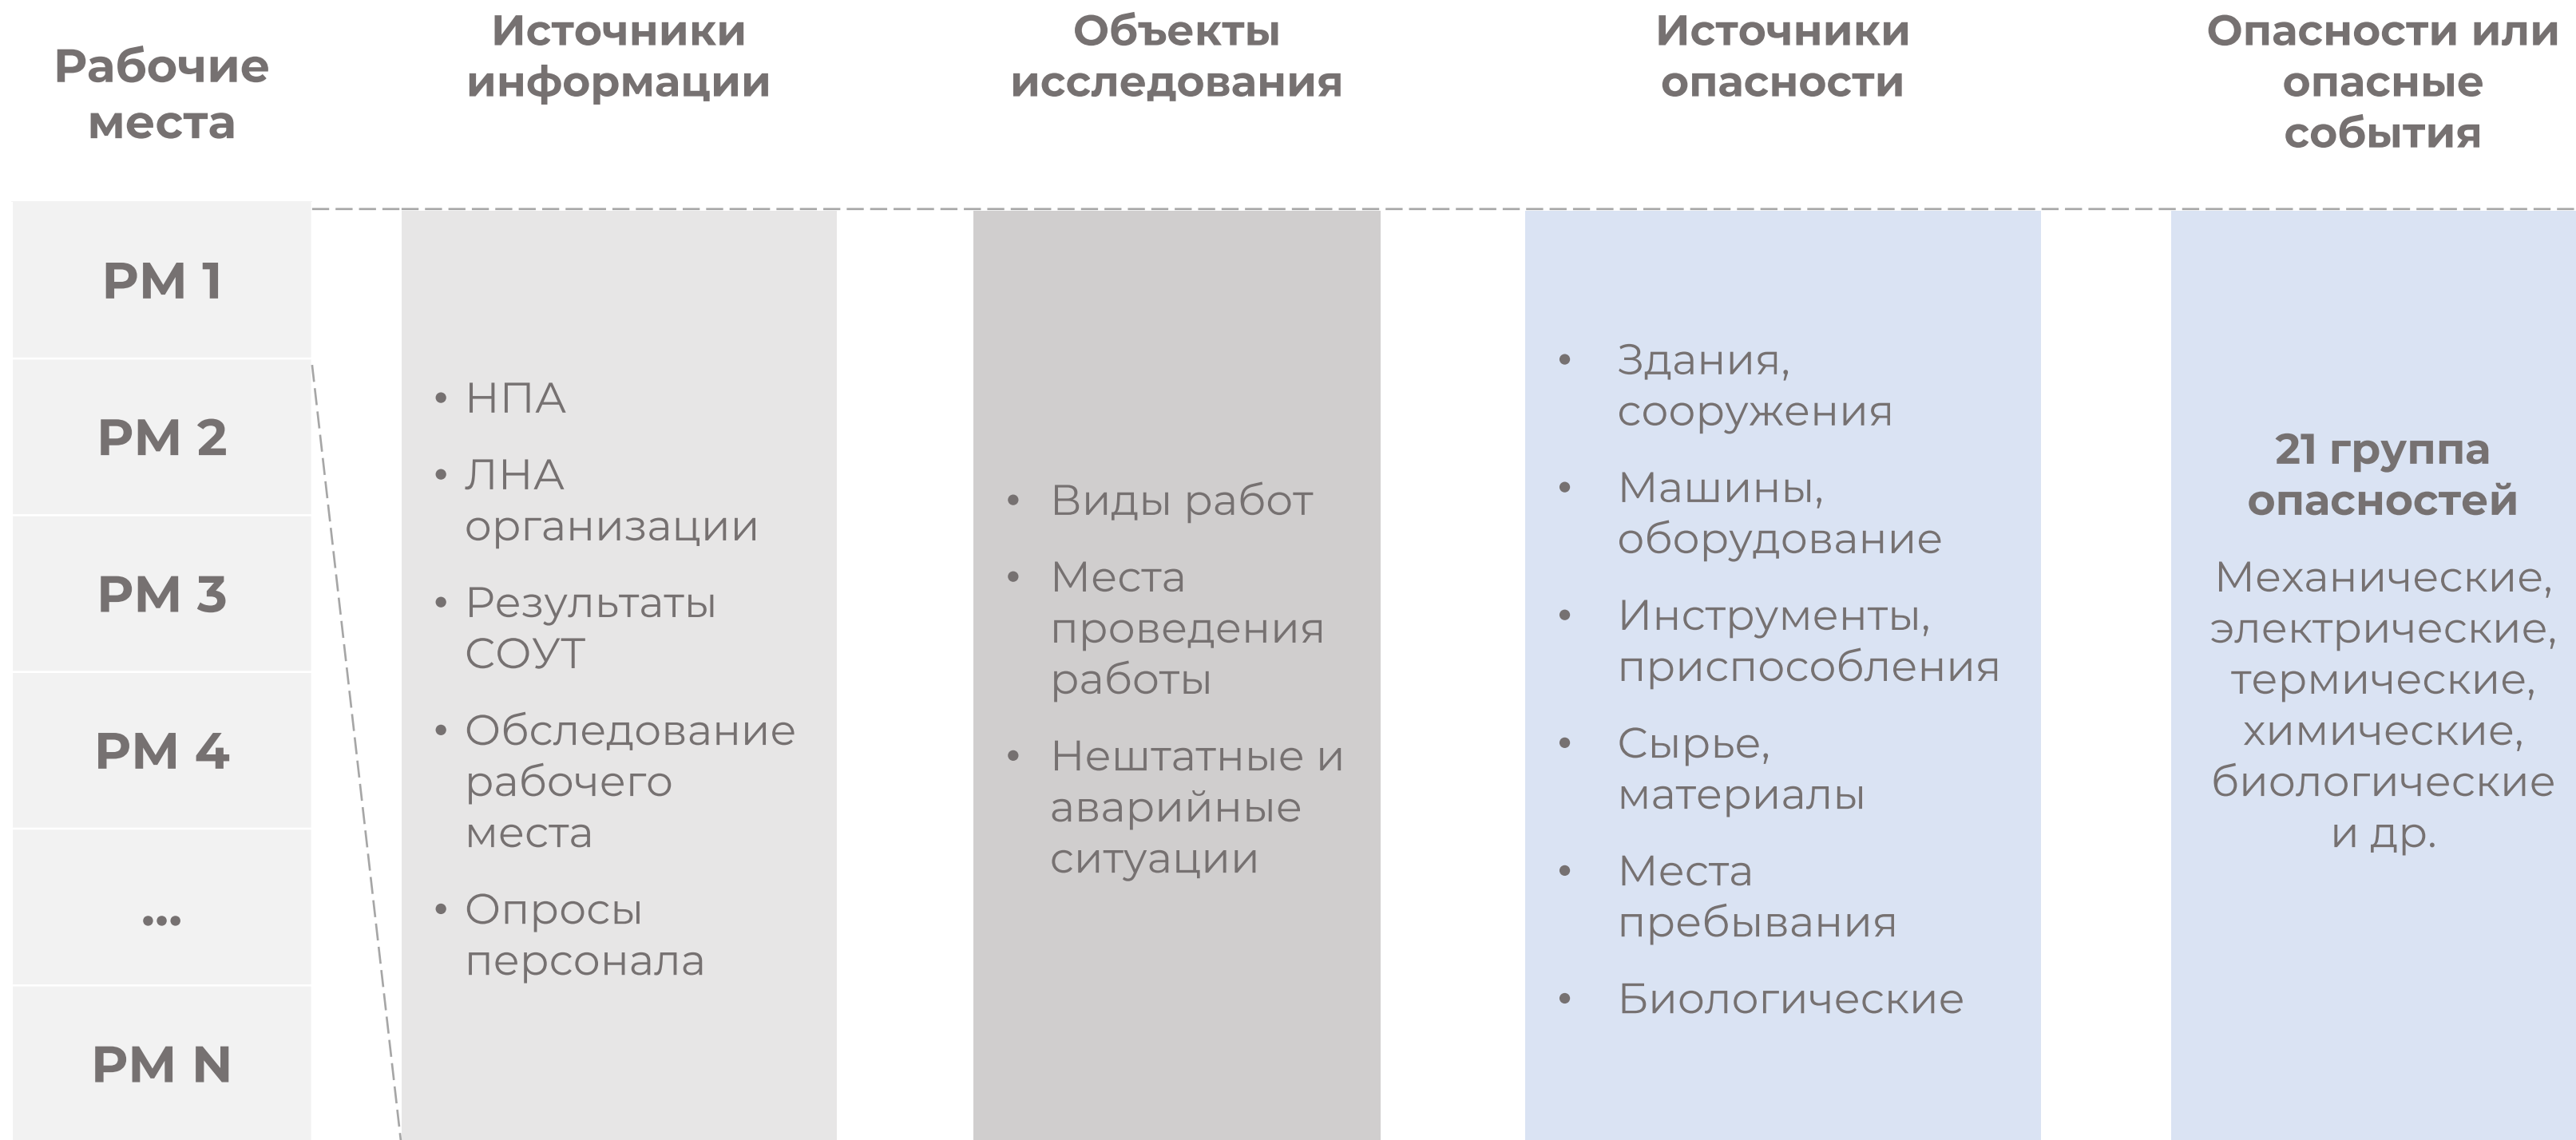 Рабочие
места
Источники
информации
Объекты
исследования
Источники
опасности
Опасности или
опасные
события
РМ 1
РМ 2
РМ 3
РМ 4
...
РМ N
• НПА
• ЛНА
организации
• Результаты
СОУТ
• Обследование
рабочего
места
• Опросы
персонала
• Виды работ
• Места
проведения
работы
• Нештатные и
аварийные
ситуации
• Здания,
сооружения
• Машины,
оборудование
• Инструменты,
приспособления
• Сырье,
материалы
• Места
пребывания
• Биологические
21 группа
опасностей
Механические,
электрические,
термические,
химические,
биологические
и др.